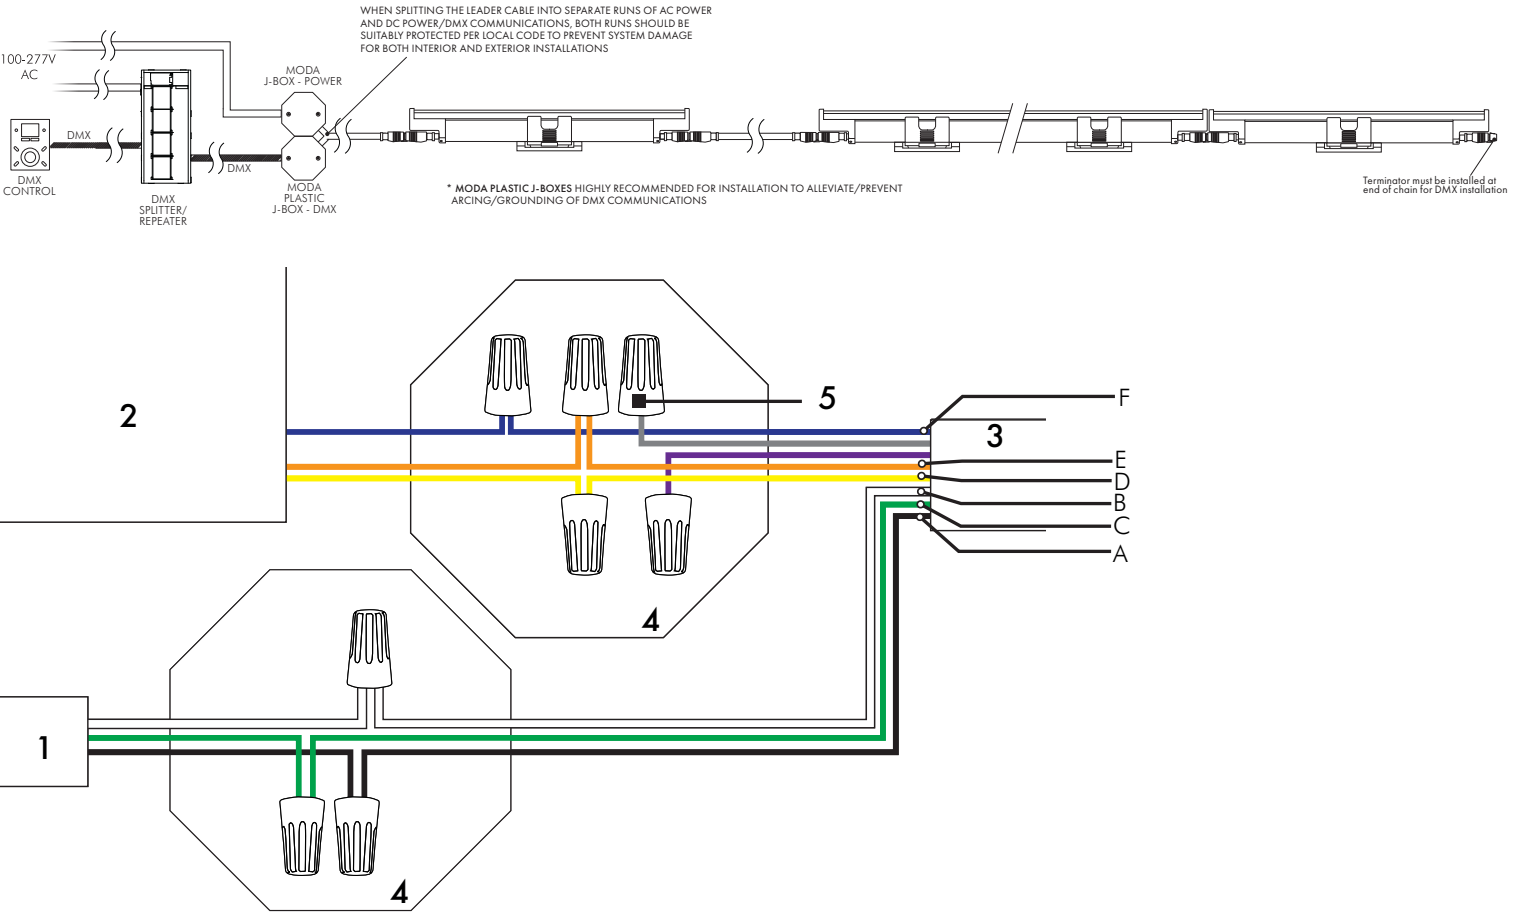 WHEN SPLITTING THE LEADER CABLE INTO SEPARATE RUNS OF AC POWER
AND DC POWER/DMX COMMUNICATIONS, BOTH RUNS SHOULD BE
SUITABLY PROTECTED PER LOCAL CODE TO PREVENT SYSTEM DAMAGE
FOR BOTH INTERIOR AND EXTERIOR INSTALLATIONS
100-277V
AC
MODA
J-BOX - POWER
DMX
DMX
DMX
CONTROL
DMX
SPLITTER/
REPEATER
MODA
PLASTIC
J-BOX - DMX
* MODA PLASTIC J-BOXES HIGHLY RECOMMENDED FOR INSTALLATION TO ALLEVIATE/PREVENT
ARCING/GROUNDING OF DMX COMMUNICATIONS
Terminator must be installed at
end of chain for DMX installation
2
5
F
3
E
D
B
C
A
4
1
4